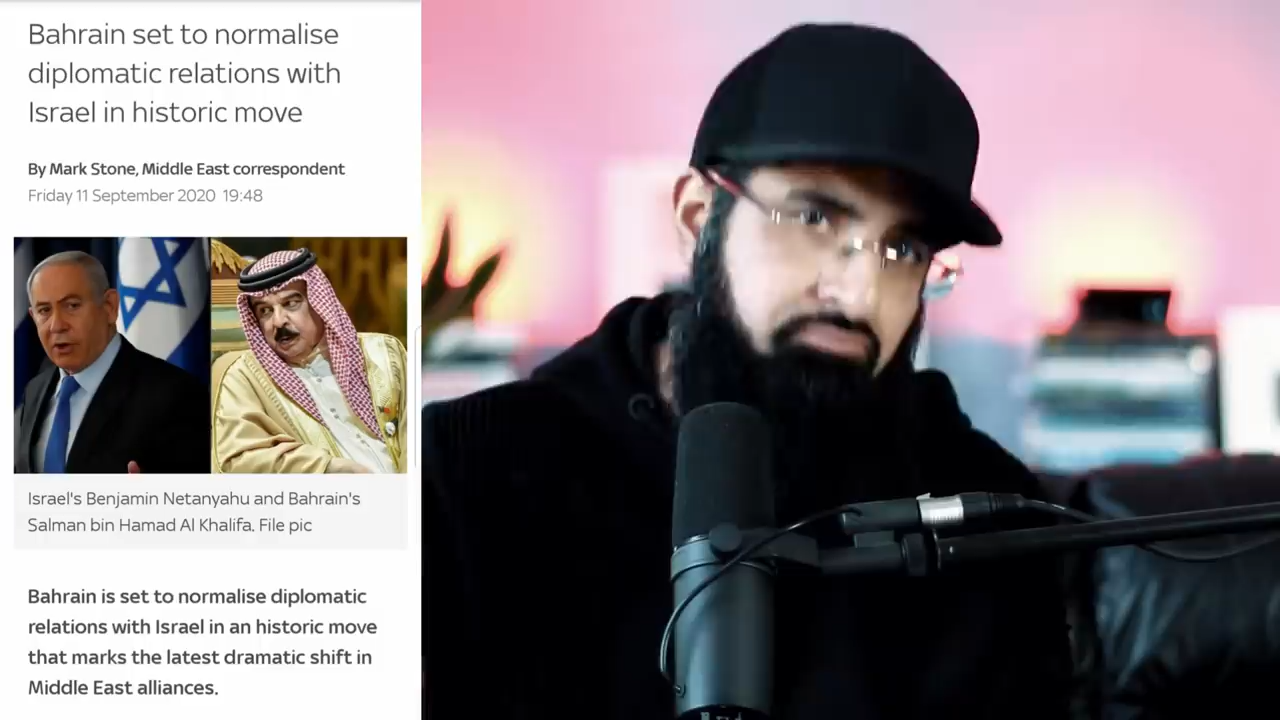 Bahrain set to normalise
diplomatic relations with
Israel in historic move
By Mark Stone, Middle East correspondent
Friday 11 September 2020 19:48
Israel's Benjamin Netanyahu and Bahrain's
Salman bin Hamad Al Khalifa. File pic
Bahrain is set to normalise diplomatic
relations with Israel in an historic move
that marks the latest dramatic shift in
Middle East alliances.